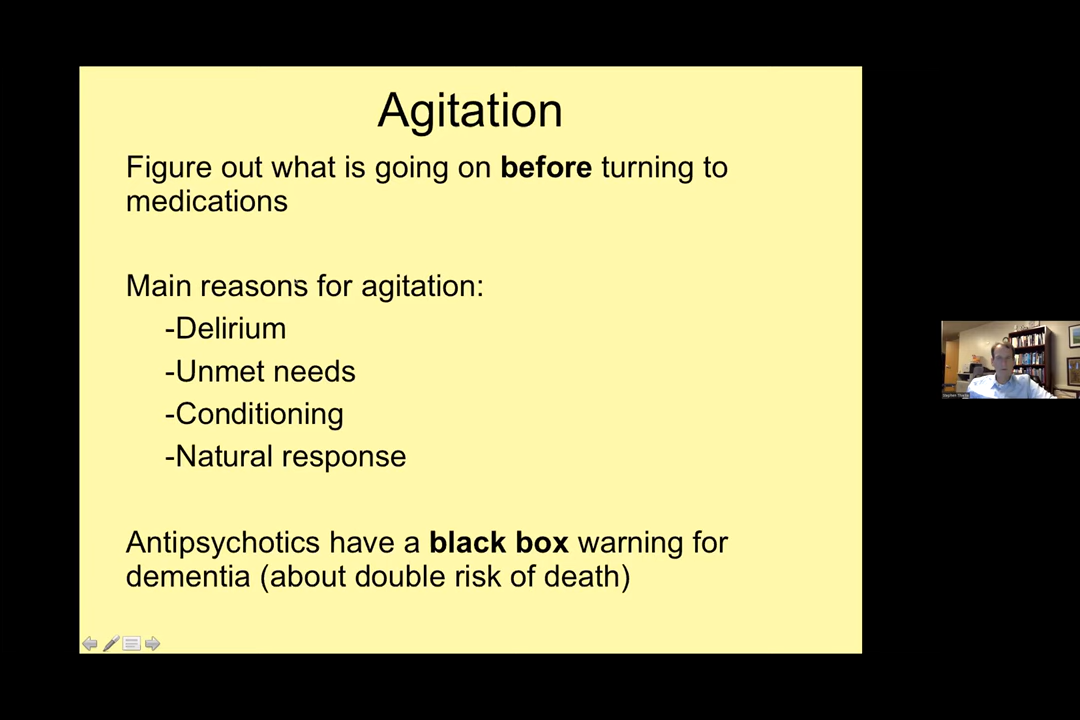 Agitation
Figure out what is going on before turning to
medications
Main reasons for agitation:
-Delirium
-Unmet needs
-Conditioning
-Natural response
Antipsychotics have a black box warning for
dementia (about double risk of death)
Stephen